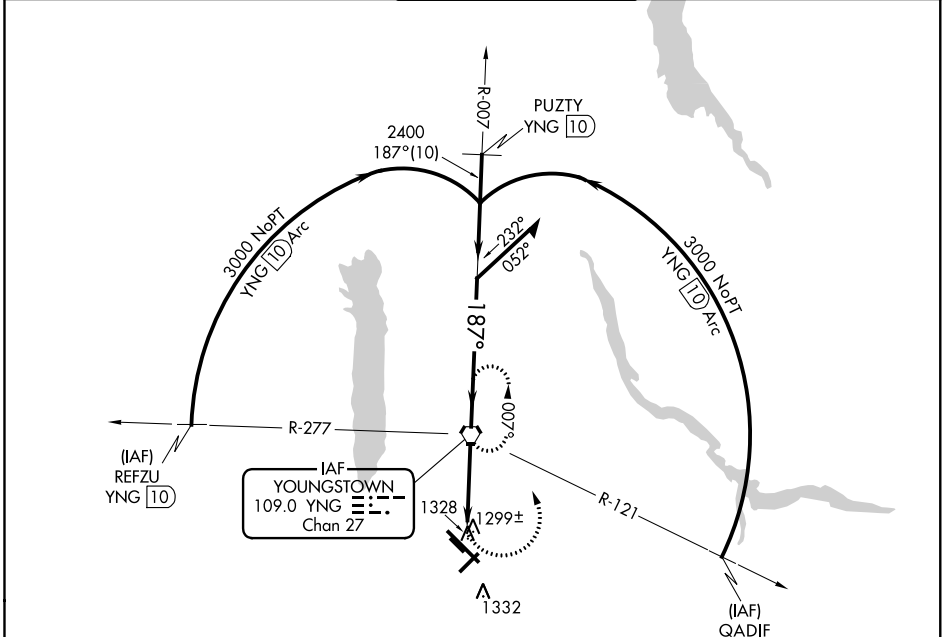 R-007
PUZTY
YNG 10
2400
187°(10)
232°
052°
3000 NoPT
YNG 10 Arc
3000 NoPT
YNG 10 Arc
187°
007°
R-277
(IAF)
REFZU
YNG 10
IAF
YOUNGSTOWN
109.0 YNG
Chan 27
1328
1299±
R-121
1332
(IAF)
QADIF